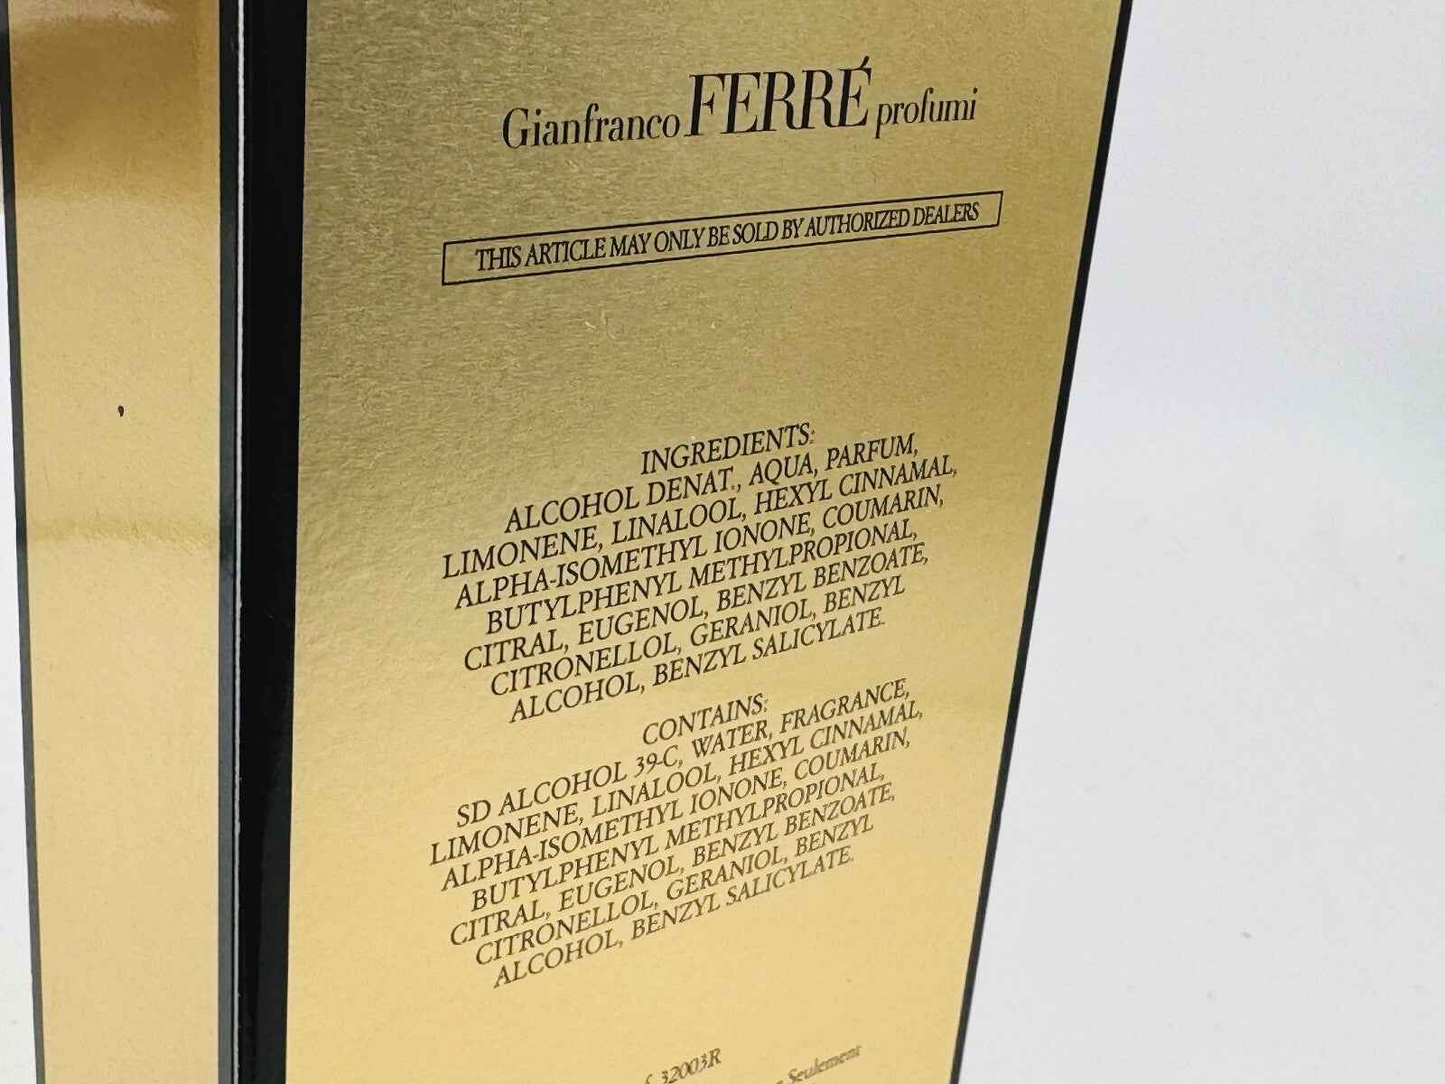 Gianfranco FERRÉ profumi
THIS ARTICLE MAY ONLY BE SOLD BY AUTHORIZED DEALERS
INGREDIENTS:
ALCOHOL DENAT., AQUA, PARFUM,
LIMONENE, LINALOOL, HEXYL CINNAMAL,
ALPHA-ISOMETHYL IONONE, COUMARIN,
BUTYLPHENYL METHYLPROPIONAL,
CITRAL, EUGENOL, BENZYL BENZOATE,
CITRONELLOL, GERANIOL, BENZYL
ALCOHOL, BENZYL SALICYLATE.
CONTAINS:
SD ALCOHOL 39-C, WATER, FRAGRANCE,
LIMONENE, LINALOOL, HEXYL CINNAMAL,
ALPHA-ISOMETHYL IONONE, COUMARIN,
BUTYLPHENYL METHYLPROPIONAL,
CITRAL, EUGENOL, BENZYL BENZOATE,
CITRONELLOL, GERANIOL, BENZYL
ALCOHOL, BENZYL SALICYLATE.
32003R
Seulement